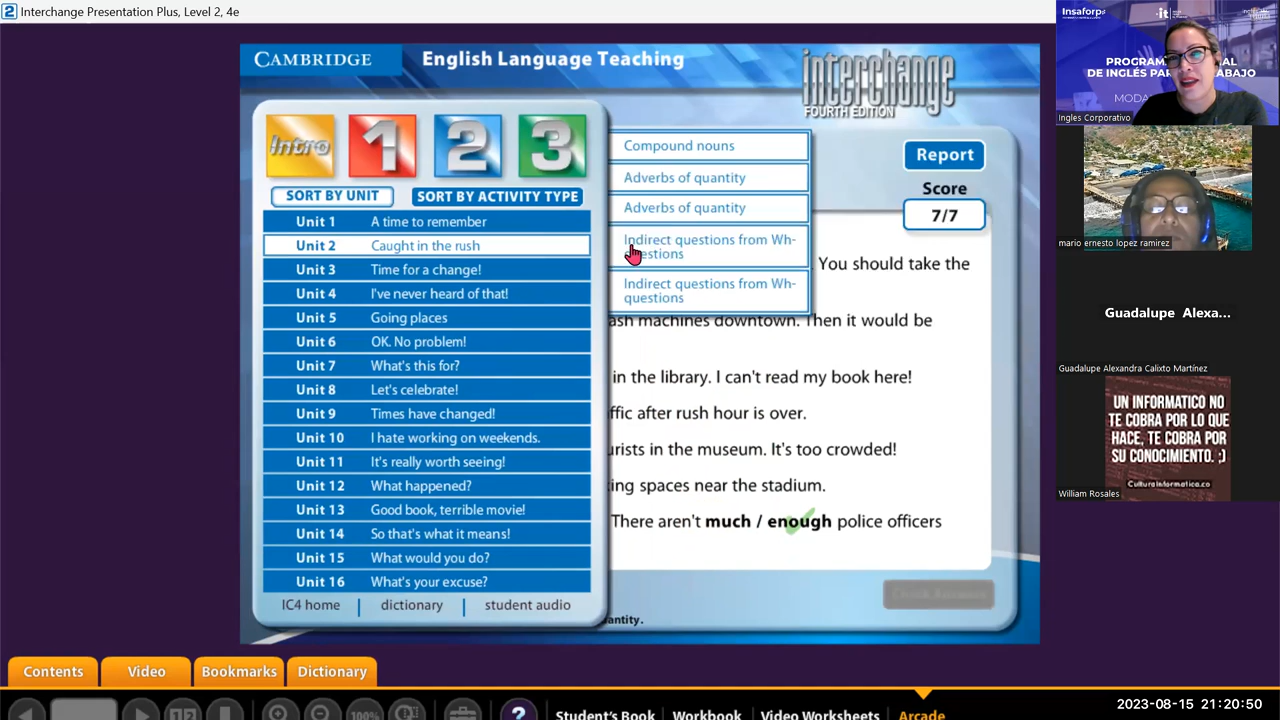 Interchange Presentation Plus, Level 2, 4e
CAMBRIDGE
English Language Teaching
interchange
FOURTH EDITION
Intro
1
2
3
SORT BY UNIT
SORT BY ACTIVITY TYPE
Unit 1 A time to remember
Unit 2 Caught in the rush
Unit 3 Time for a change!
Unit 4 I've never heard of that!
Unit 5 Going places
Unit 6 OK. No problem!
Unit 7 What's this for?
Unit 8 Let's celebrate!
Unit 9 Times have changed!
Unit 10 I hate working on weekends.
Unit 11 It's really worth seeing!
Unit 12 What happened?
Unit 13 Good book, terrible movie!
Unit 14 So that's what it means!
Unit 15 What would you do?
Unit 16 What's your excuse?
IC4 home
dictionary
student audio
Compound nouns
Adverbs of quantity
Adverbs of quantity
Indirect questions from Wh-
questions
Indirect questions from Wh-
questions
Report
Score
7/7
. You should take the
machines downtown. Then it would be
in the library. I can't read my book here!
after rush hour is over.
in the museum. It's too crowded!
spaces near the stadium.
There aren't much / enough police officers
Contents
Video
Bookmarks
Dictionary
100%
?
Student's Book
Workbook
Video Worksheets
Arcade
2023-08-15 21:20:50
Insaforp
it
DE INGLÉS PARA
MODA
Ingles Corporativo
mario ernesto lopez ramirez
Guadalupe Alexa...
Guadalupe Alexandra Calixto Martínez
UN INFORMATICO NO
TE COBRA POR LO QUE
HACE, TE COBRA POR
SU CONOCIMIENTO. ;)
CulturaInformatica.co
William Rosales